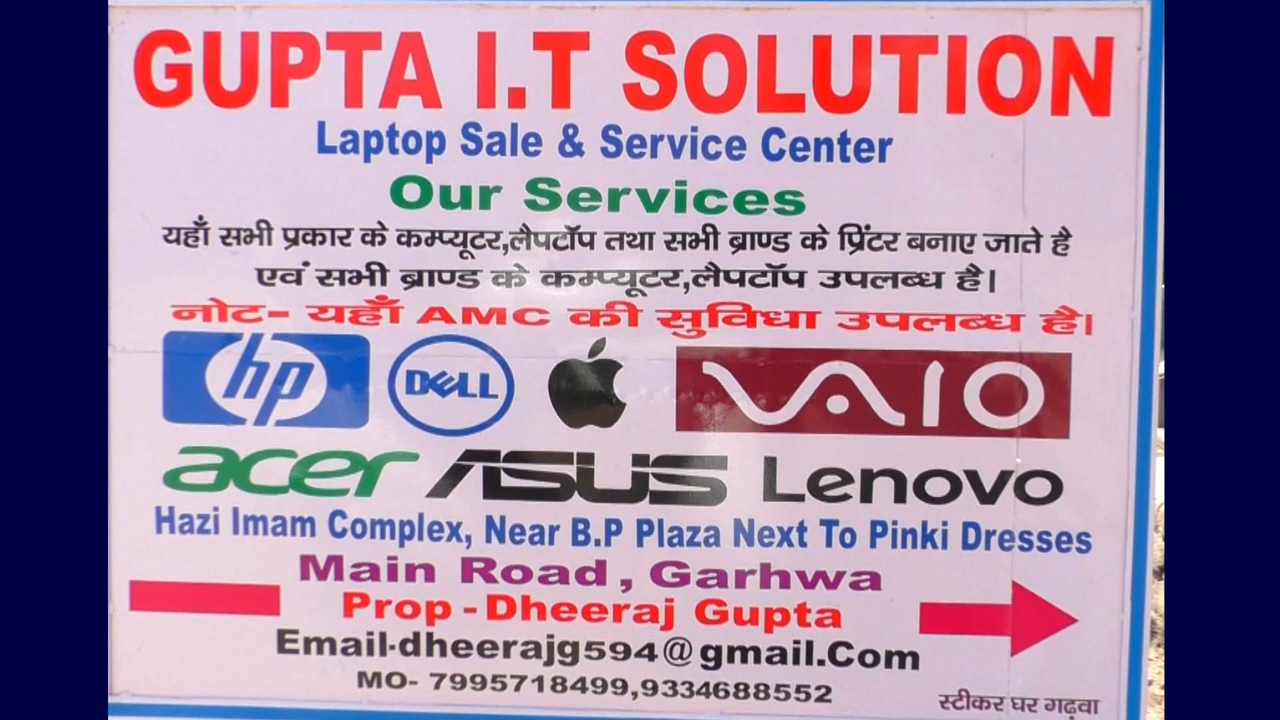 GUPTA I.T SOLUTION
Laptop Sale & Service Center
Our Services
यहाँ सभी प्रकार के कम्प्यूटर,लैपटॉप तथा सभी ब्राण्ड के प्रिंटर बनाए जाते है
एवं सभी ब्राण्ड के कम्प्यूटर,लैपटॉप उपलब्ध है।
नोट- यहाँ AMC की सुविधा उपलब्ध है।
hp DELL VAIO
acer ASUS Lenovo
Hazi Imam Complex, Near B.P Plaza Next To Pinki Dresses
Main Road, Garhwa
Prop - Dheeraj Gupta
Email-dheerajg594@gmail.Com
MO- 7995718499,9334688552
स्टीकर घर गढ़वा